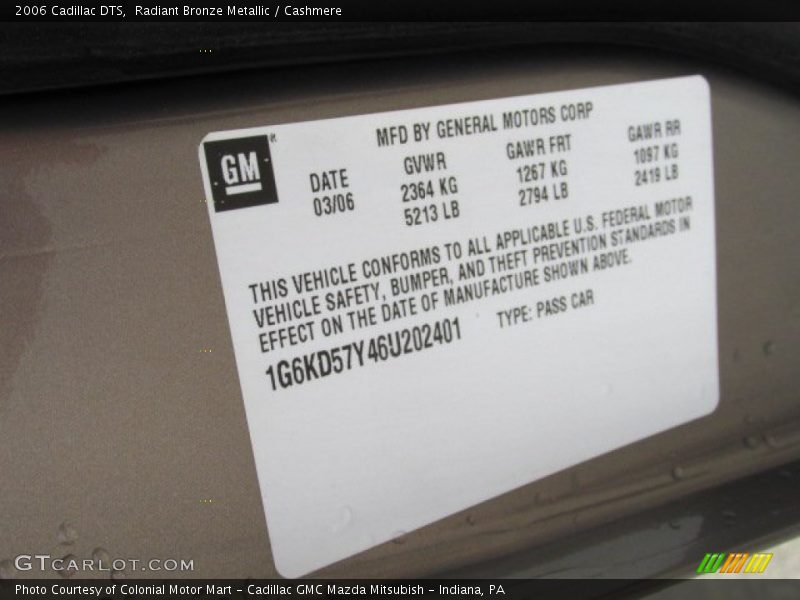 2006 Cadillac DTS,  Radiant Bronze Metallic / Cashmere
MFD BY GENERAL MOTORS CORP
GM
DATE GVWR GAWR FRT GAWR RR
03/06 2364 KG 1267 KG 1097 KG
5213 LB 2794 LB 2419 LB
THIS VEHICLE CONFORMS TO ALL APPLICABLE U.S. FEDERAL MOTOR
VEHICLE SAFETY, BUMPER, AND THEFT PREVENTION STANDARDS IN
EFFECT ON THE DATE OF MANUFACTURE SHOWN ABOVE.
1G6KD57Y46U202401 TYPE: PASS CAR
GTCARLOT.COM
Photo Courtesy of Colonial Motor Mart - Cadillac GMC Mazda Mitsubish - Indiana, PA